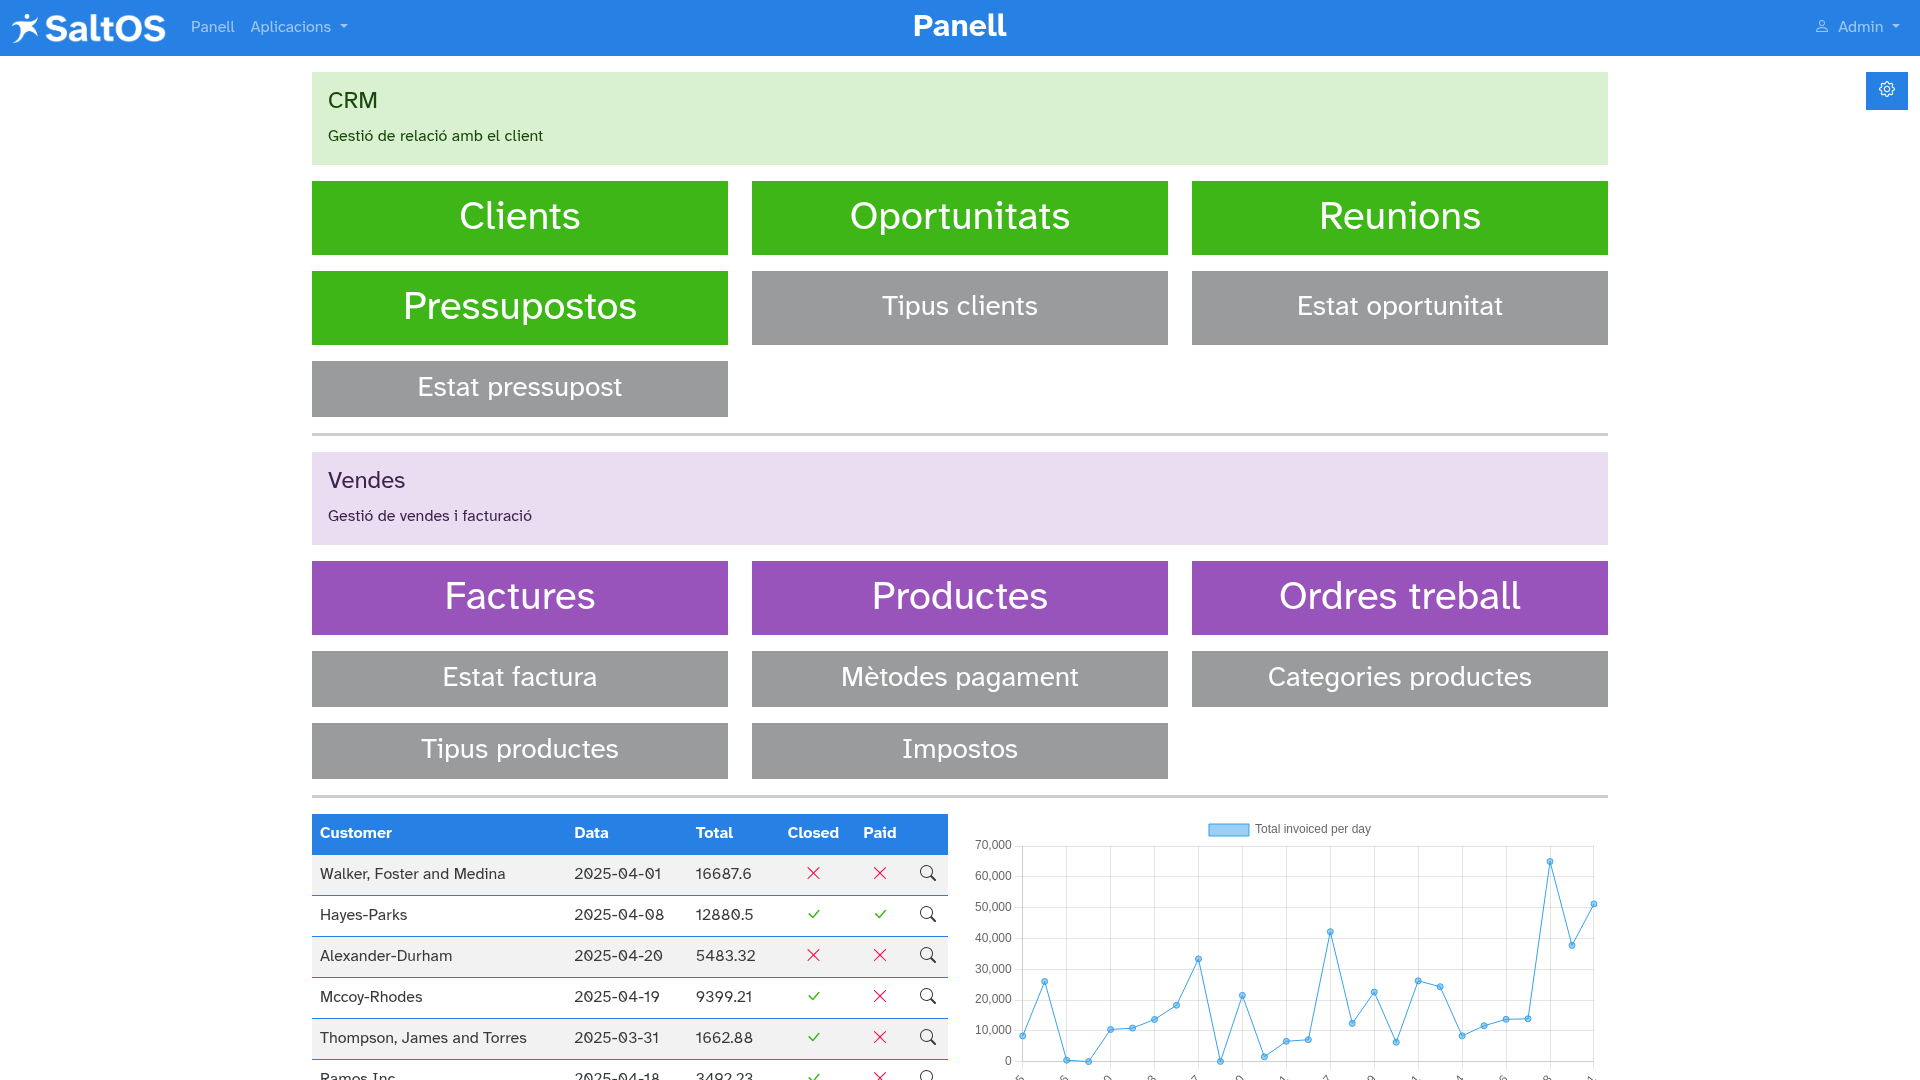 SaltOS
Panell
Aplicacions
Panell
Admin
CRM
Gestió de relació amb el client
Clients
Oportunitats
Reunions
Pressupostos
Tipus clients
Estat oportunitat
Estat pressupost
Vendes
Gestió de vendes i facturació
Factures
Productes
Ordres treball
Estat factura
Mètodes pagament
Categories productes
Tipus productes
Impostos
Customer Data Total Closed Paid
Walker, Foster and Medina 2025-04-01 16687.6
Hayes-Parks 2025-04-08 12880.5
Alexander-Durham 2025-04-20 5483.32
Mccoy-Rhodes 2025-04-19 9399.21
Thompson, James and Torres 2025-03-31 1662.88
Ramos Inc 2025-04-18 3492.23
Total invoiced per day
70,000
60,000
50,000
40,000
30,000
20,000
10,000
0